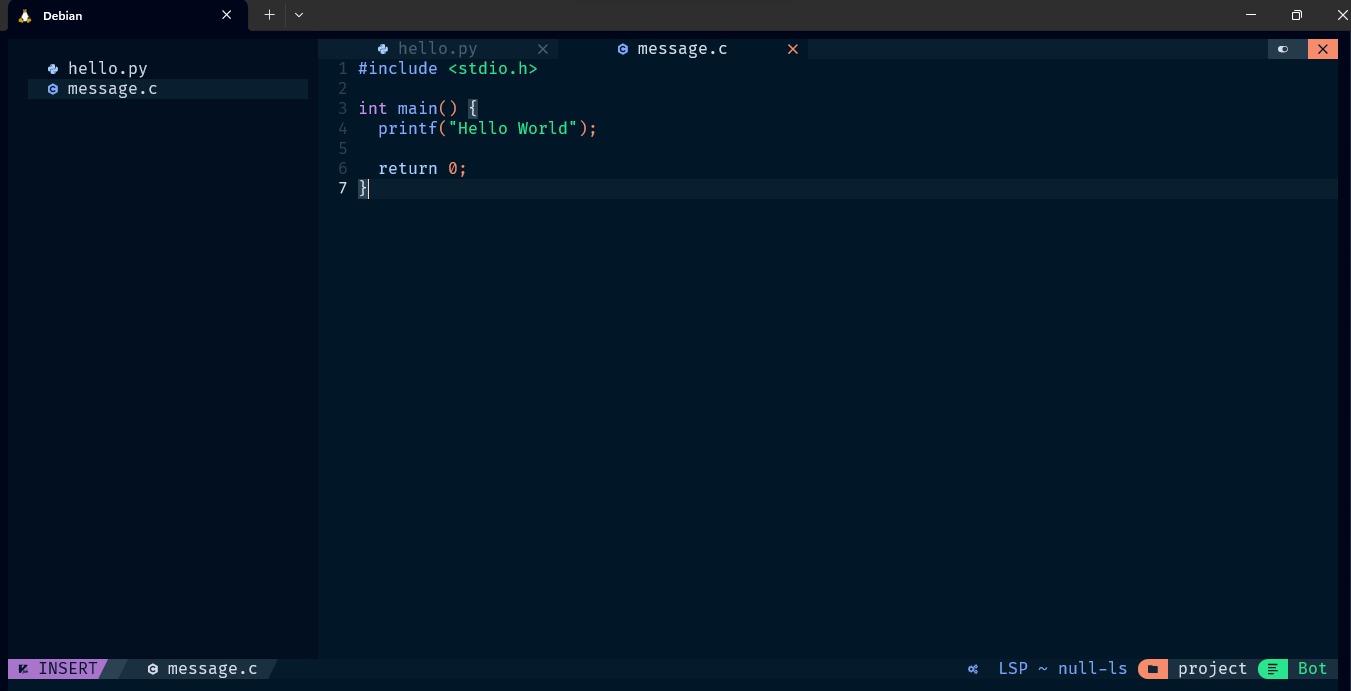 Debian
hello.py
message.c
hello.py message.c
1 #include <stdio.h>
2
3 int main() {
4   printf("Hello World");
5
6   return 0;
7 }
INSERT message.c LSP ~ null-ls project Bot